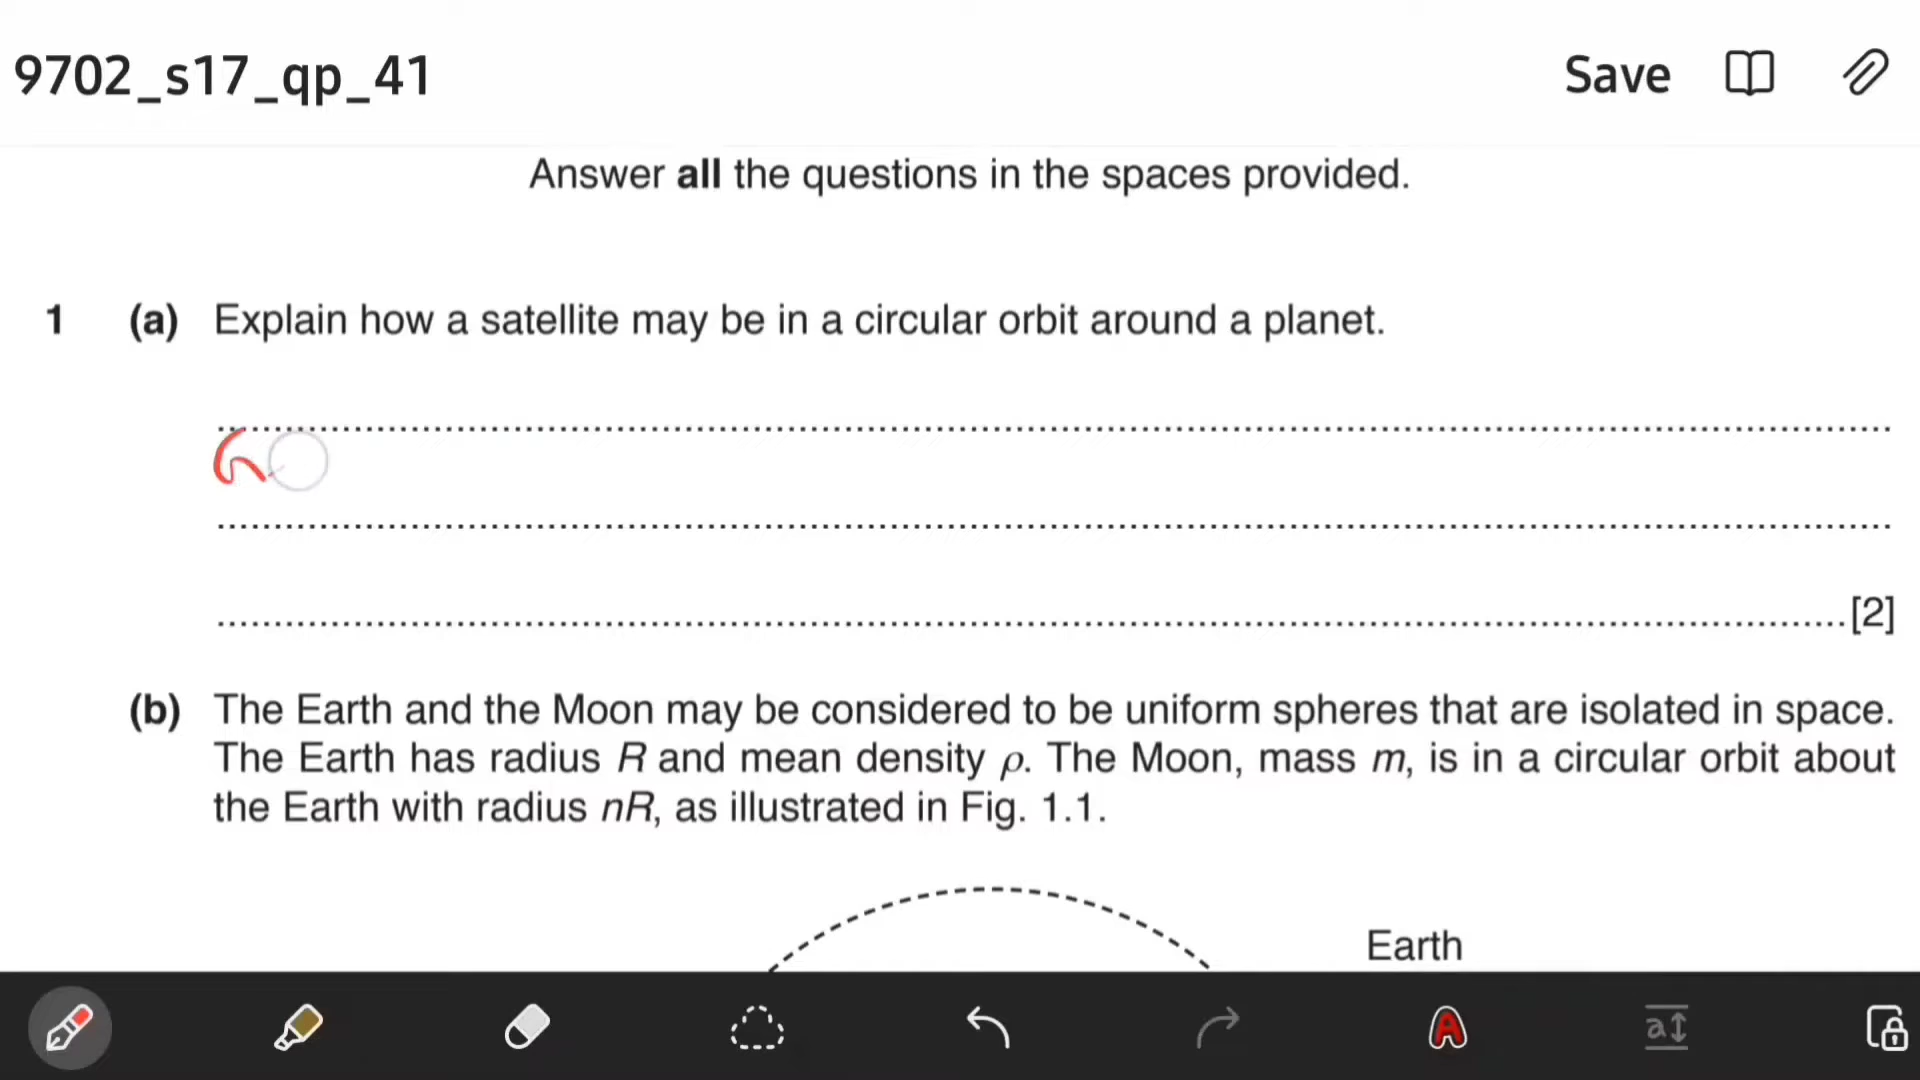 9702_s17_qp_41
Save
Answer all the questions in the spaces provided.
1 (a) Explain how a satellite may be in a circular orbit around a planet.
[2]
(b) The Earth and the Moon may be considered to be uniform spheres that are isolated in space.
The Earth has radius R and mean density ρ. The Moon, mass m, is in a circular orbit about
the Earth with radius nR, as illustrated in Fig. 1.1.
Earth